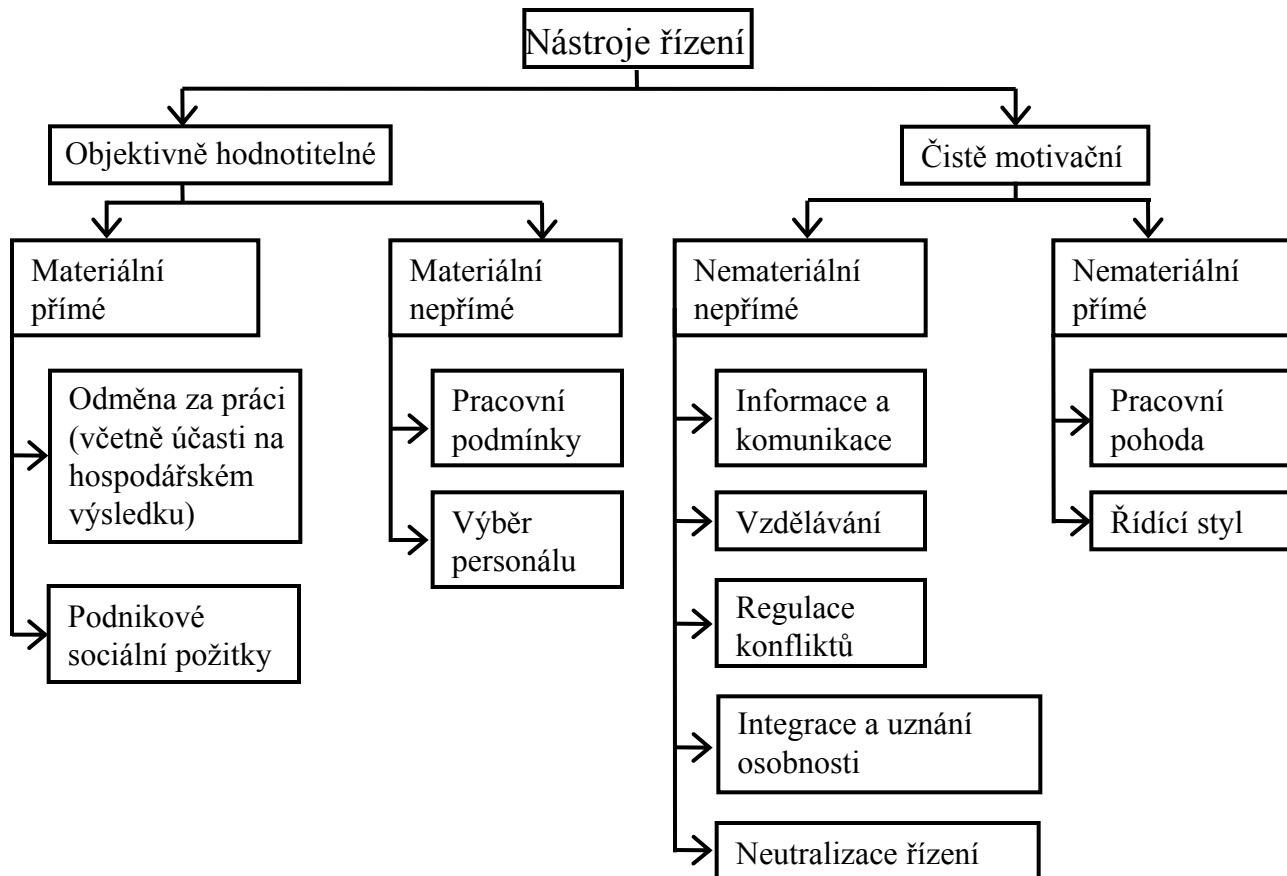 Nástroje řízení
Objektivně hodnotitelné
Čistě motivační
Materiální
přímé
Materiální
nepřímé
Nemateriální
nepřímé
Nemateriální
přímé
Odměna za práci
(včetně účasti na
hospodářském
výsledku)
Podnikové
sociální požitky
Pracovní
podmínky
Výběr
personálu
Informace a
komunikace
Vzdělávání
Regulace
konfliktů
Integrace a uznání
osobnosti
Neutralizace řízení
Pracovní
pohoda
Řídící styl